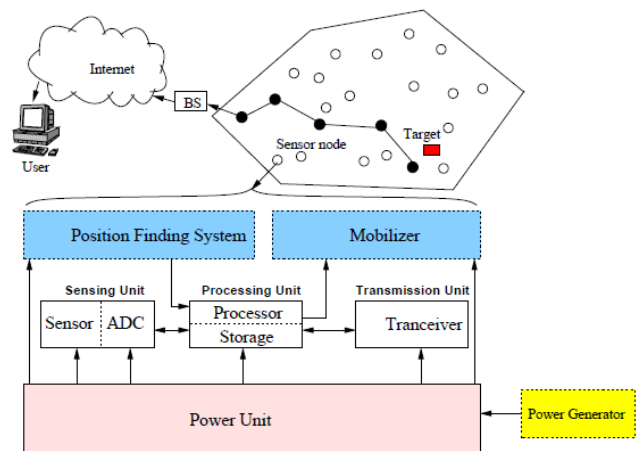 Internet
BS
User
Sensor node
Target
Position Finding System
Mobilizer
Sensing Unit
Processing Unit
Transmission Unit
Sensor
ADC
Processor
Storage
Tranceiver
Power Unit
Power Generator